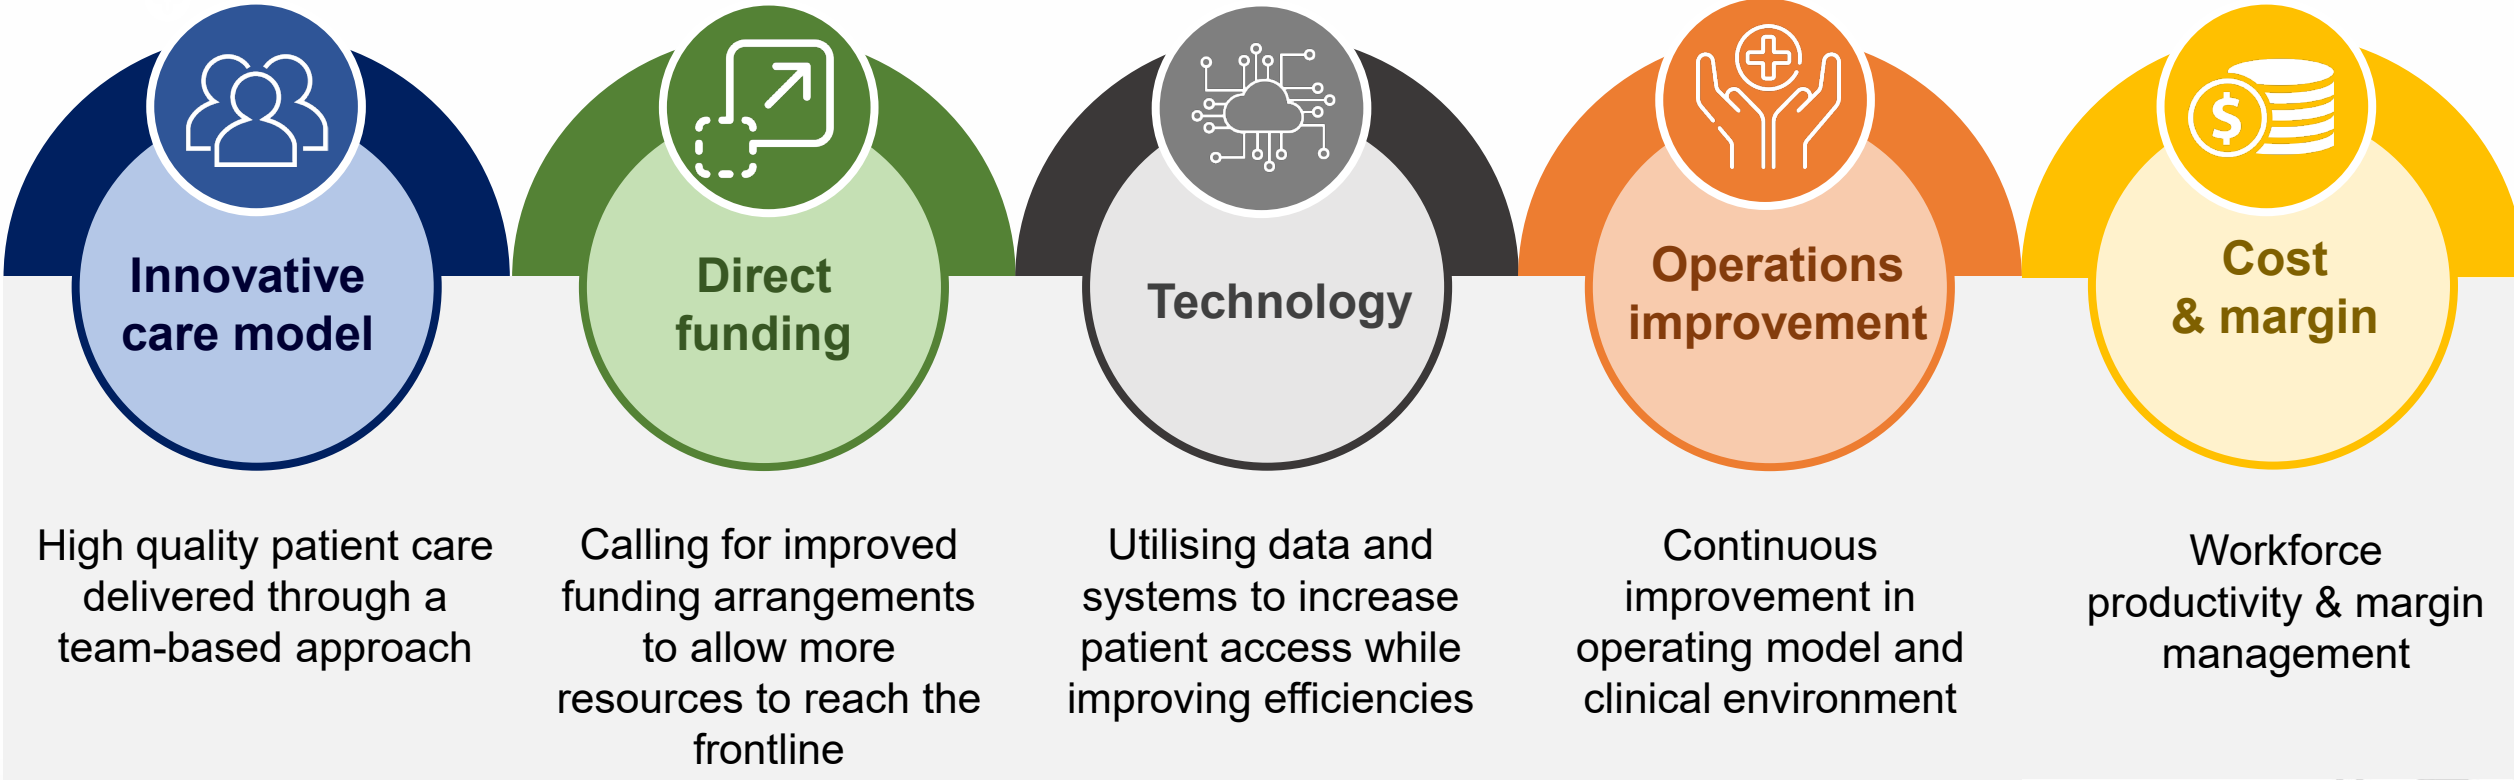 Innovative
care model
Direct
funding
Technology
Operations
improvement
Cost
& margin
High quality patient care
delivered through a
team-based approach
Calling for improved
funding arrangements
to allow more
resources to reach the
frontline
Utilising data and
systems to increase
patient access while
improving efficiencies
Continuous
improvement in
operating model and
clinical environment
Workforce
productivity & margin
management